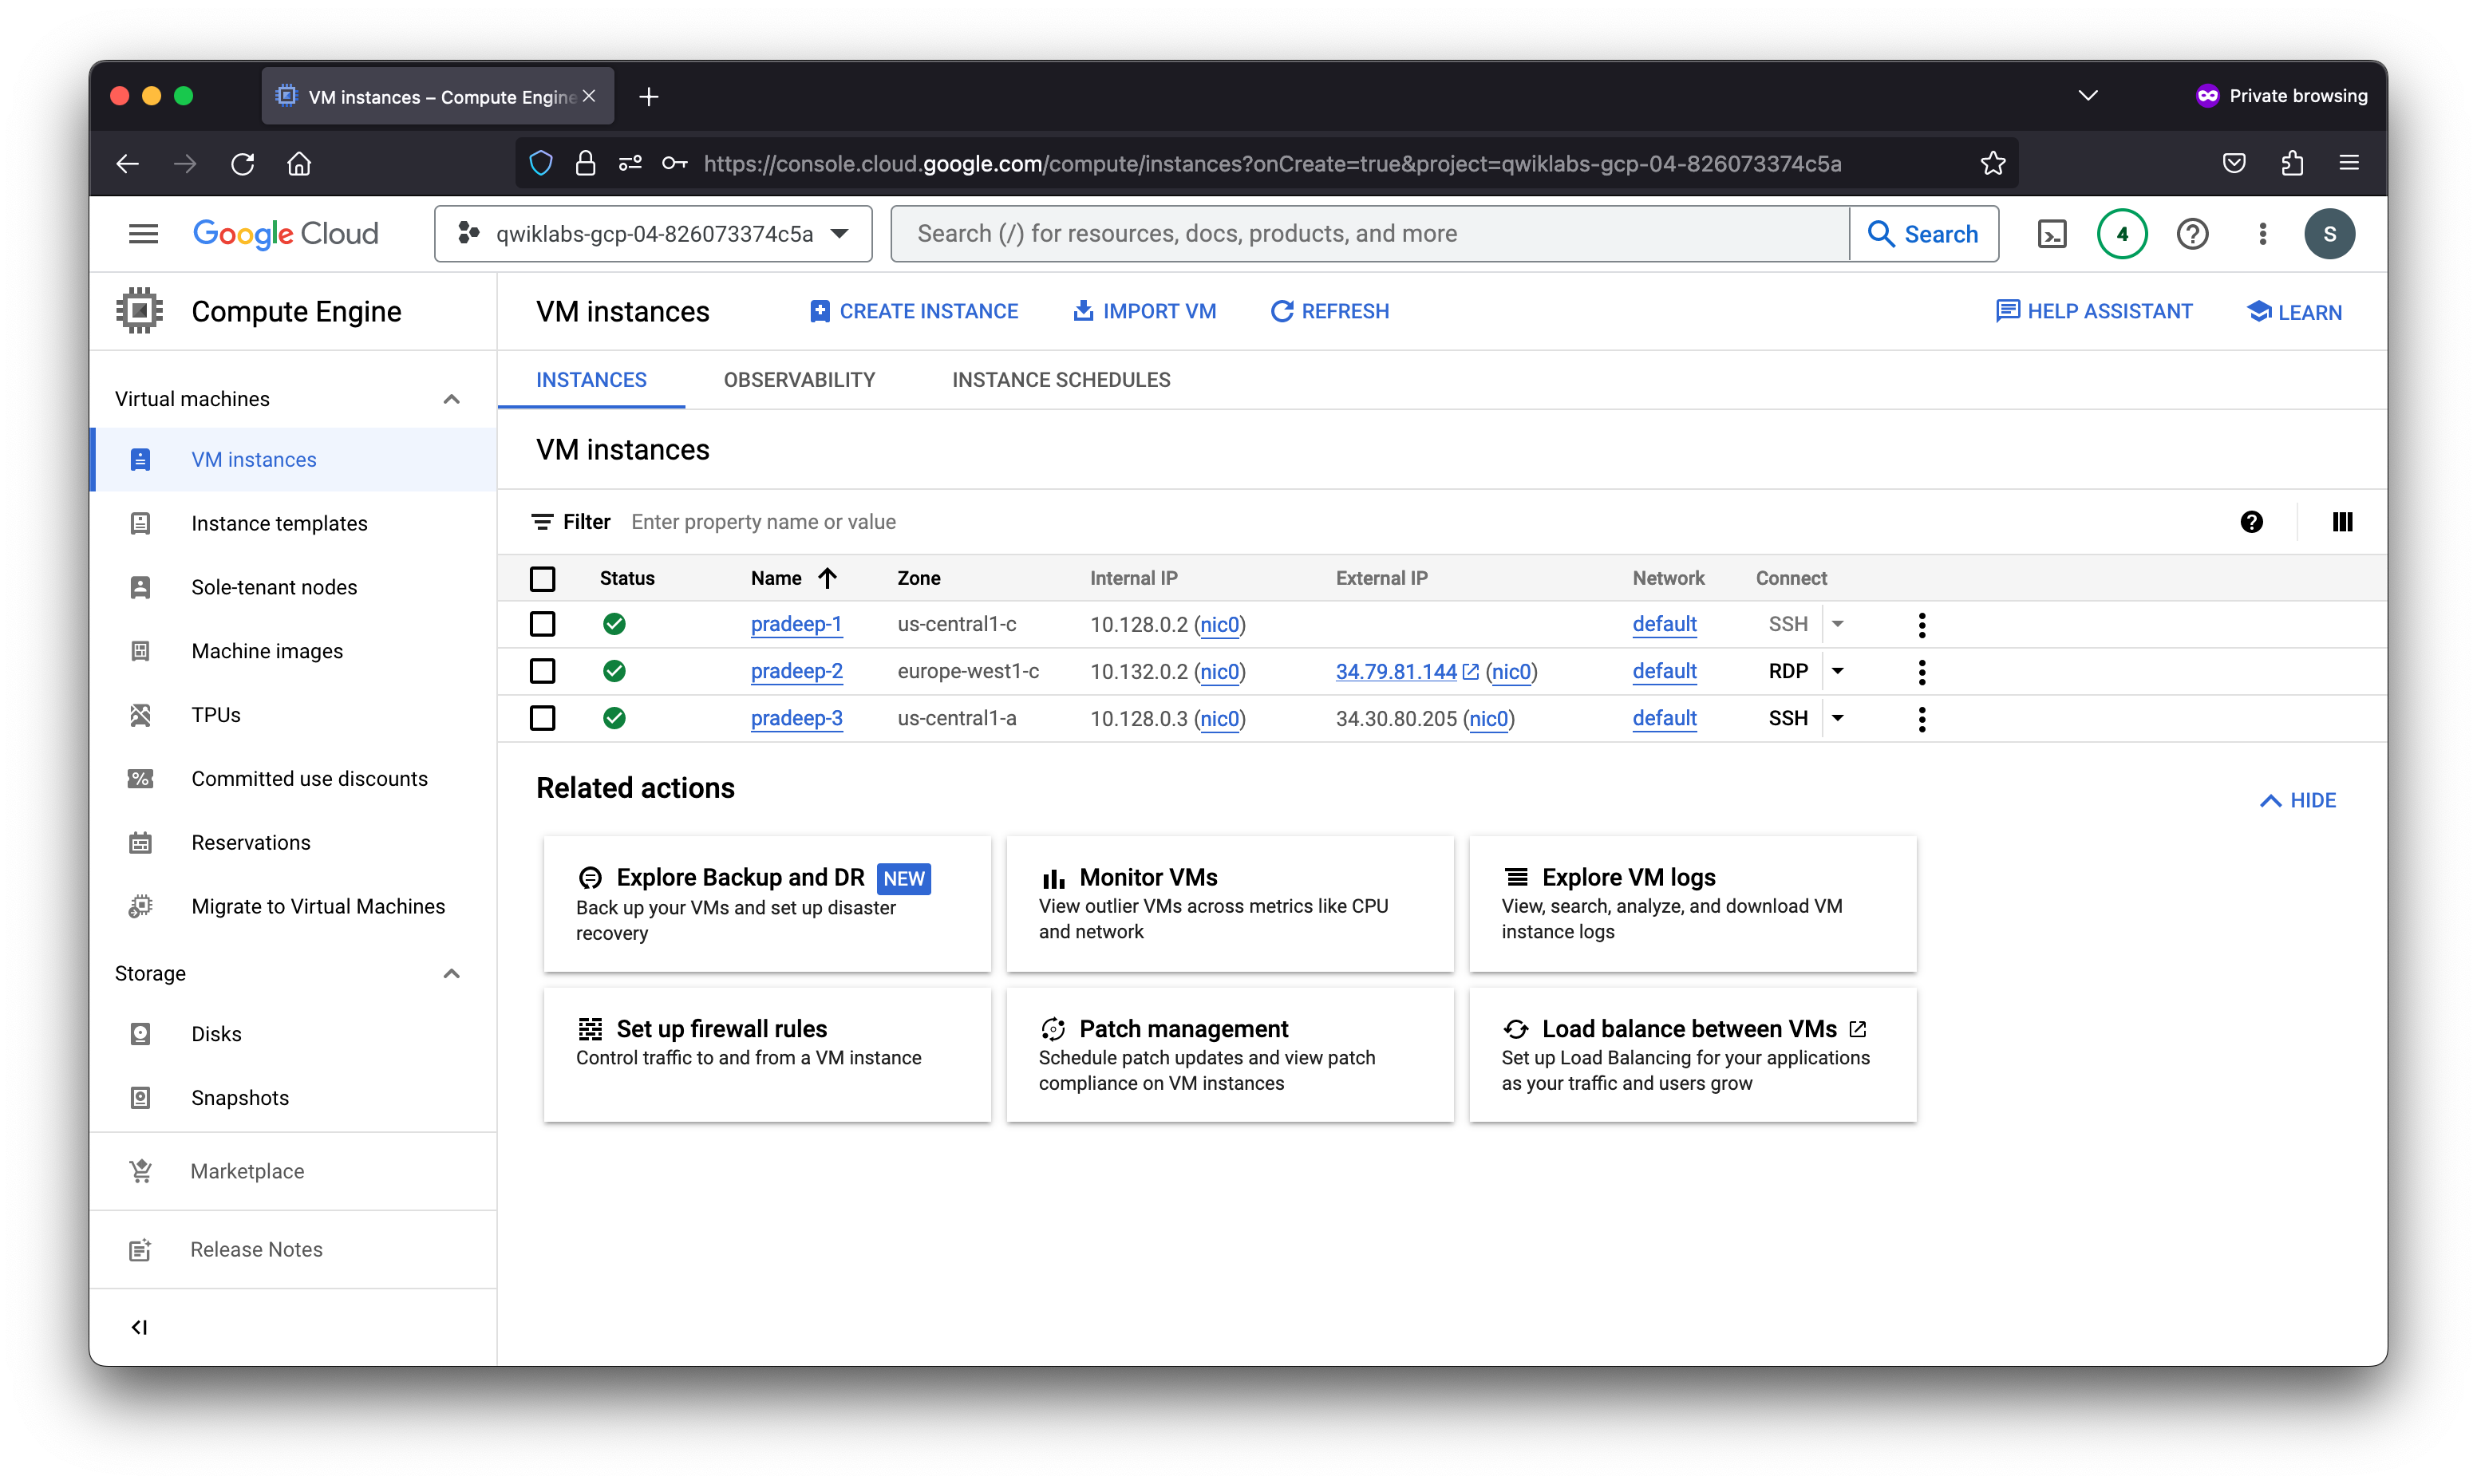 VM instances – Compute Engine
Private browsing
https://console.cloud.google.com/compute/instances?onCreate=true&project=qwiklabs-gcp-04-826073374c5a
Google Cloud
qwiklabs-gcp-04-826073374c5a
Search (/) for resources, docs, products, and more
Search
4
S
Compute Engine
VM instances
CREATE INSTANCE
IMPORT VM
REFRESH
HELP ASSISTANT
LEARN
Virtual machines
VM instances
Instance templates
Sole-tenant nodes
Machine images
TPUs
Committed use discounts
Reservations
Migrate to Virtual Machines
Storage
Disks
Snapshots
Marketplace
Release Notes
INSTANCES OBSERVABILITY INSTANCE SCHEDULES
VM instances
Filter Enter property name or value
Status Name Zone Internal IP External IP Network Connect
pradeep-1 us-central1-c 10.128.0.2 (nic0) default SSH
pradeep-2 europe-west1-c 10.132.0.2 (nic0) 34.79.81.144 (nic0) default RDP
pradeep-3 us-central1-a 10.128.0.3 (nic0) 34.30.80.205 (nic0) default SSH
Related actions
HIDE
Explore Backup and DR NEW
Back up your VMs and set up disaster
recovery
Monitor VMs
View outlier VMs across metrics like CPU
and network
Explore VM logs
View, search, analyze, and download VM
instance logs
Set up firewall rules
Control traffic to and from a VM instance
Patch management
Schedule patch updates and view patch
compliance on VM instances
Load balance between VMs
Set up Load Balancing for your applications
as your traffic and users grow